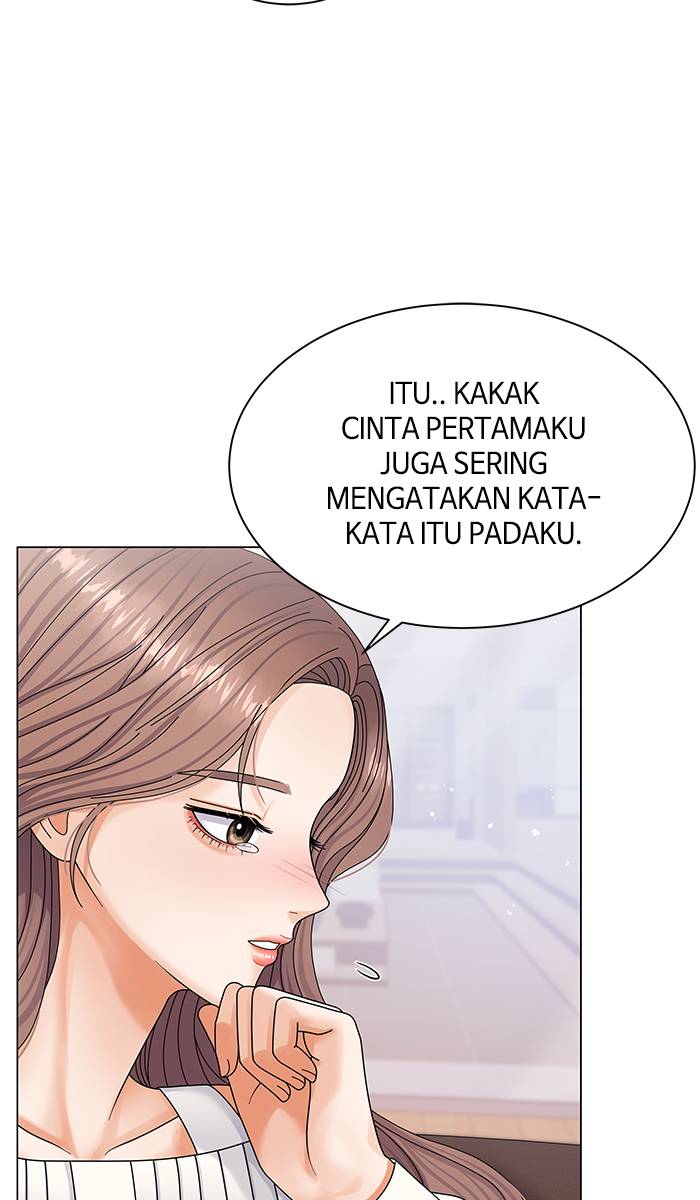 ITU.. KAKAK
CINTA PERTAMAKU
JUGA SERING
MENGATAKAN KATA-
KATA ITU PADAKU.